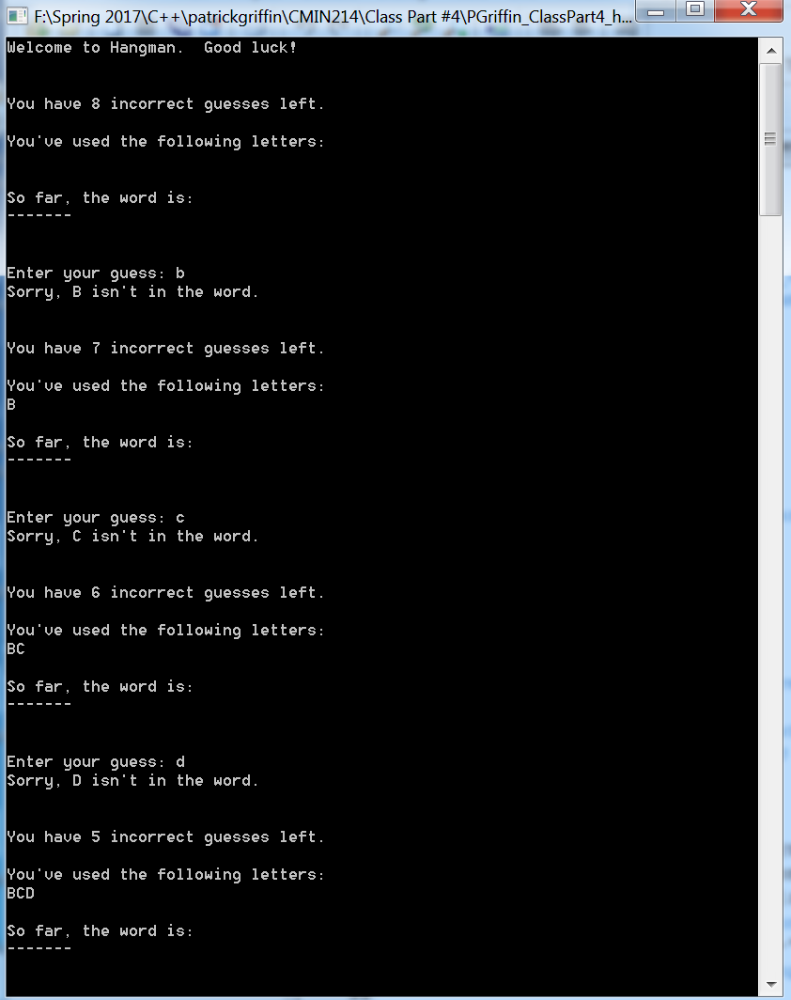 F:\Spring 2017\C++\patrickgriffin\CMIN214\Class Part #4\PGriffin_ClassPart4_h...
Welcome to Hangman.  Good luck!
You have 8 incorrect guesses left.
You've used the following letters:
So far, the word is:
-------
Enter your guess: b
Sorry, B isn't in the word.
You have 7 incorrect guesses left.
You've used the following letters:
B
So far, the word is:
-------
Enter your guess: c
Sorry, C isn't in the word.
You have 6 incorrect guesses left.
You've used the following letters:
BC
So far, the word is:
-------
Enter your guess: d
Sorry, D isn't in the word.
You have 5 incorrect guesses left.
You've used the following letters:
BCD
So far, the word is:
-------